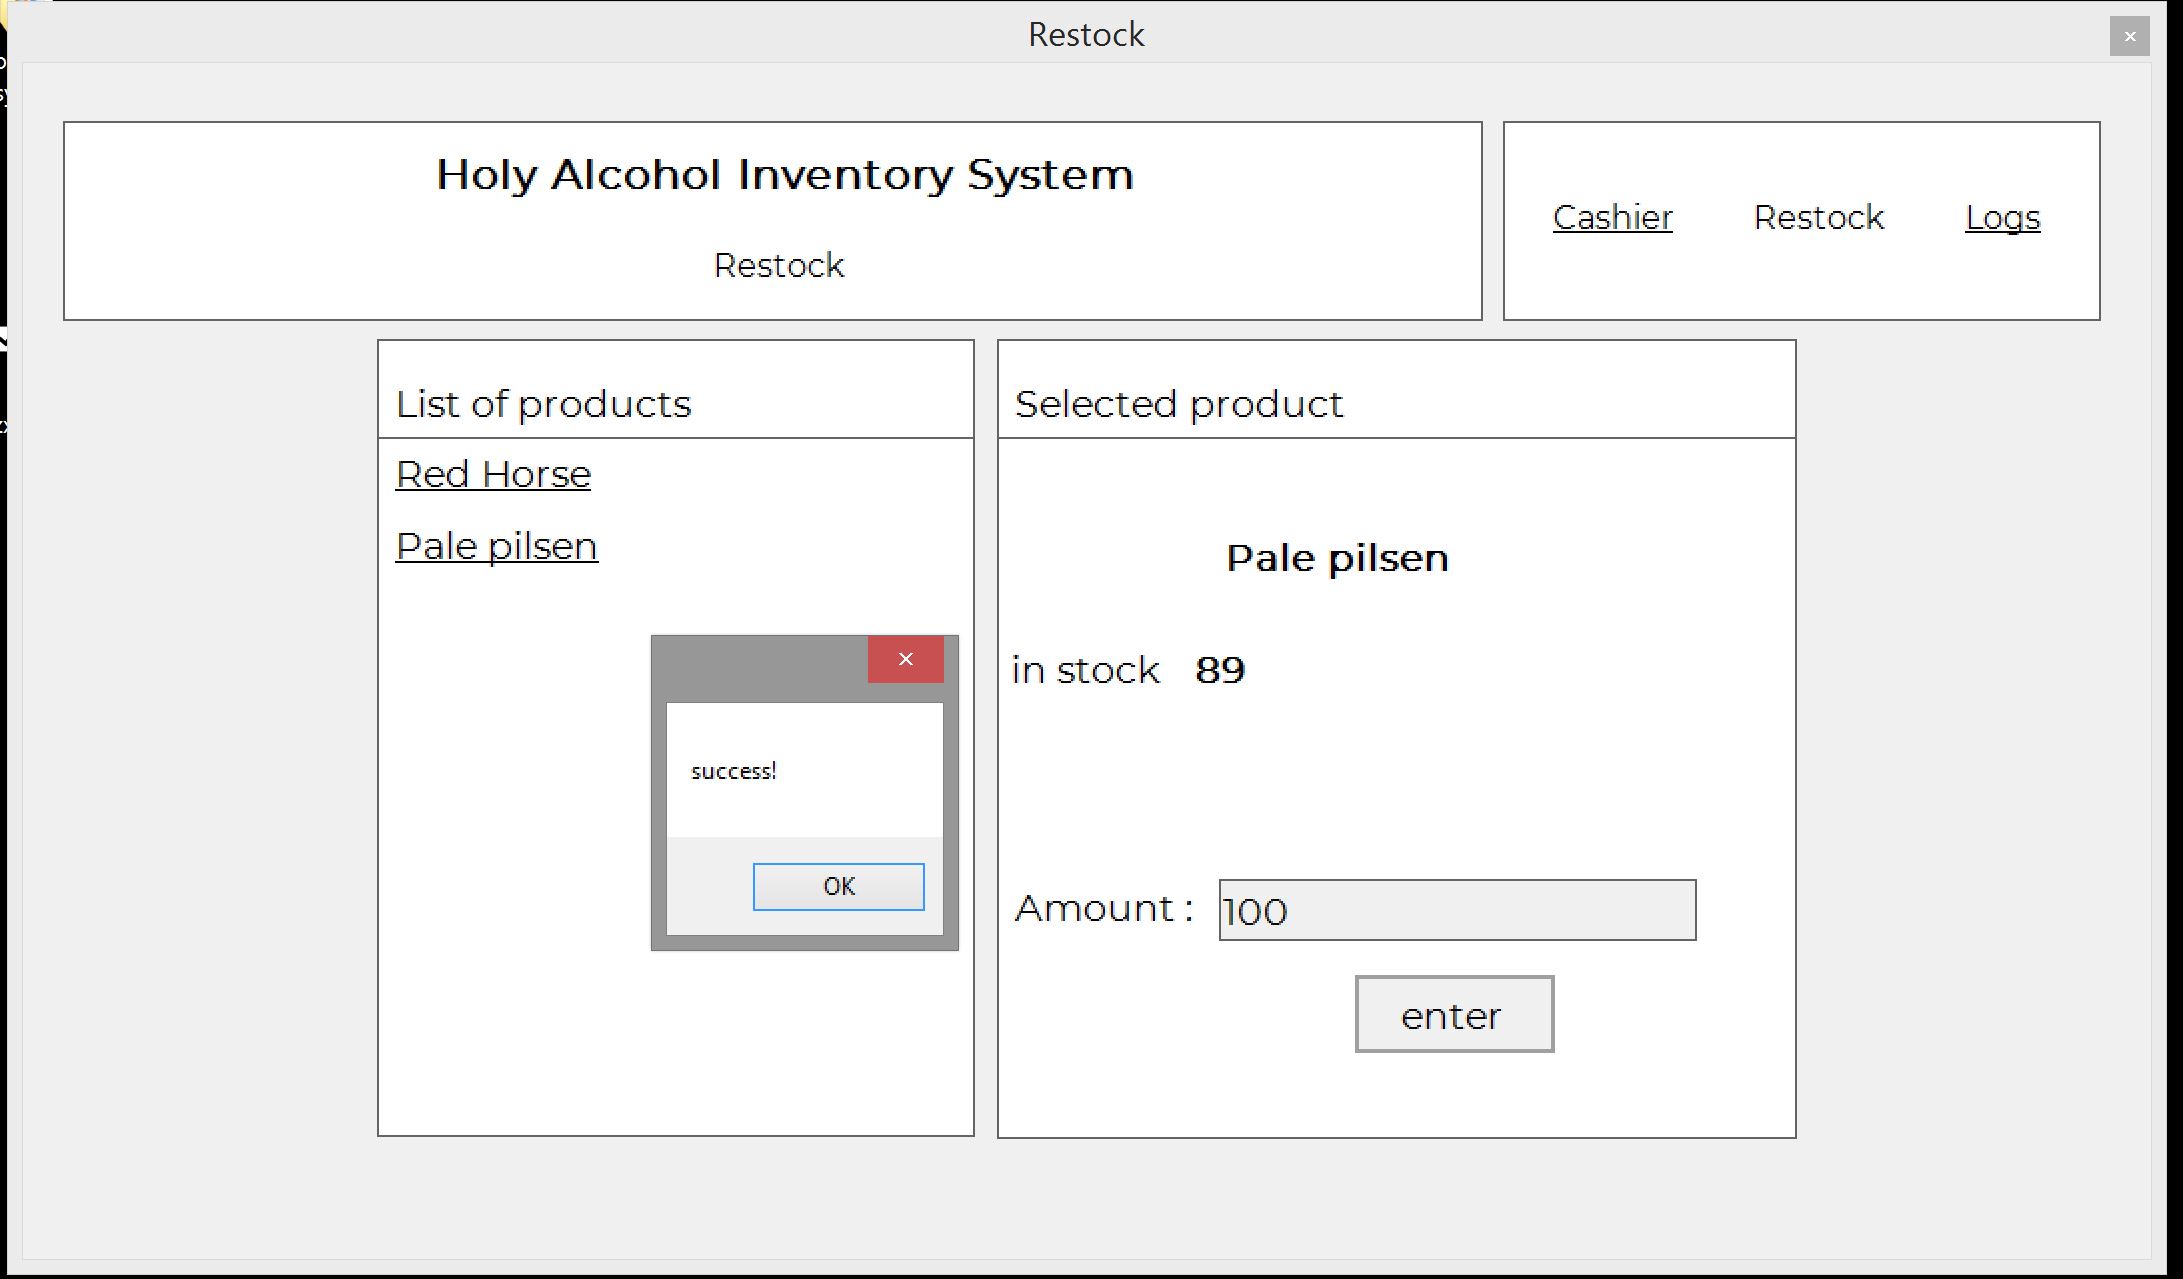 Restock
Holy Alcohol Inventory System
Restock
Cashier Restock Logs
List of products
Red Horse
Pale pilsen
success!
OK
Selected product
Pale pilsen
in stock 89
Amount : 100
enter